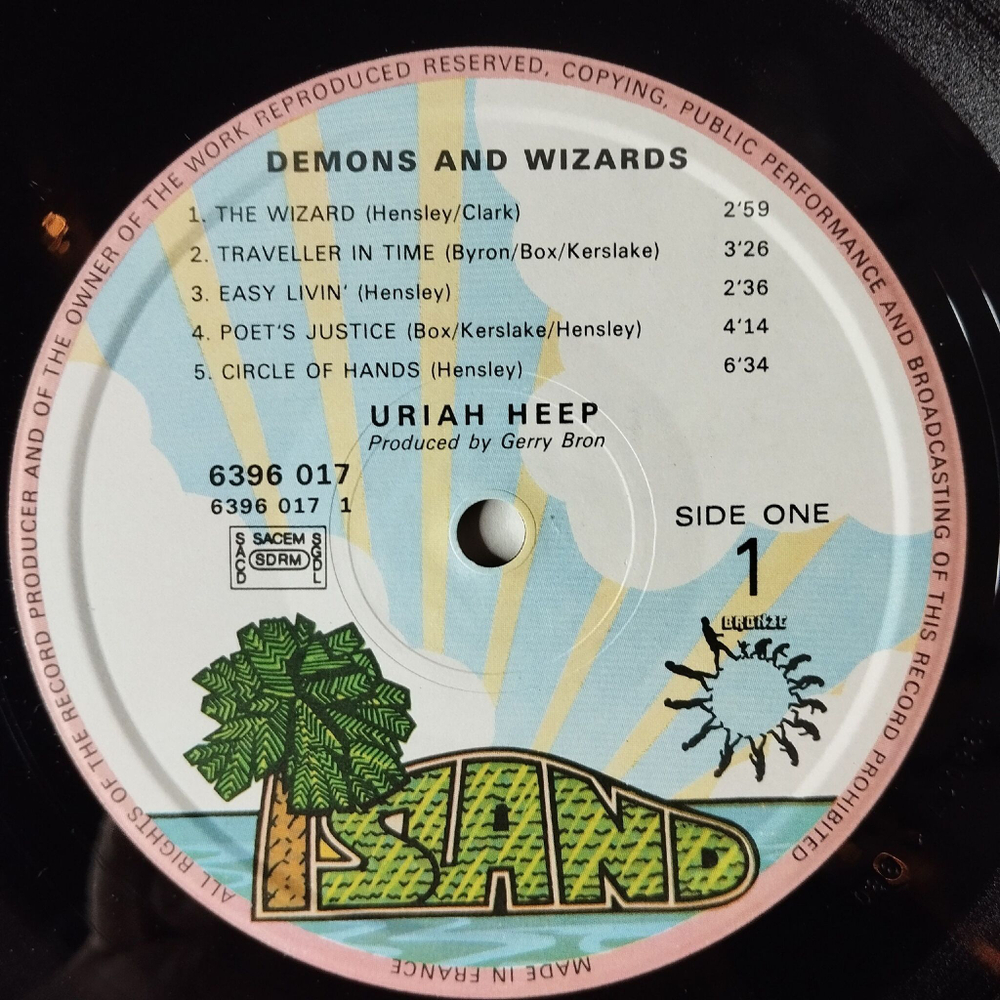 ALL RIGHTS OF THE RECORD PRODUCER AND OF THE OWNER OF THE WORK REPRODUCED RESERVED, COPYING, PUBLIC PERFORMANCE AND BROADCASTING OF THIS RECORD PROHIBITED
DEMONS AND WIZARDS
1. THE WIZARD (Hensley/Clark) 2'59
2. TRAVELLER IN TIME (Byron/Box/Kerslake) 3'26
3. EASY LIVIN' (Hensley) 2'36
4. POET'S JUSTICE (Box/Kerslake/Hensley) 4'14
5. CIRCLE OF HANDS (Hensley) 6'34
URIAH HEEP
Produced by Gerry Bron
6396 017
6396 017 1
SACD SACEM SDRM SGDL
SIDE ONE
1
BRONZE
ISLAND
MADE IN FRANCE